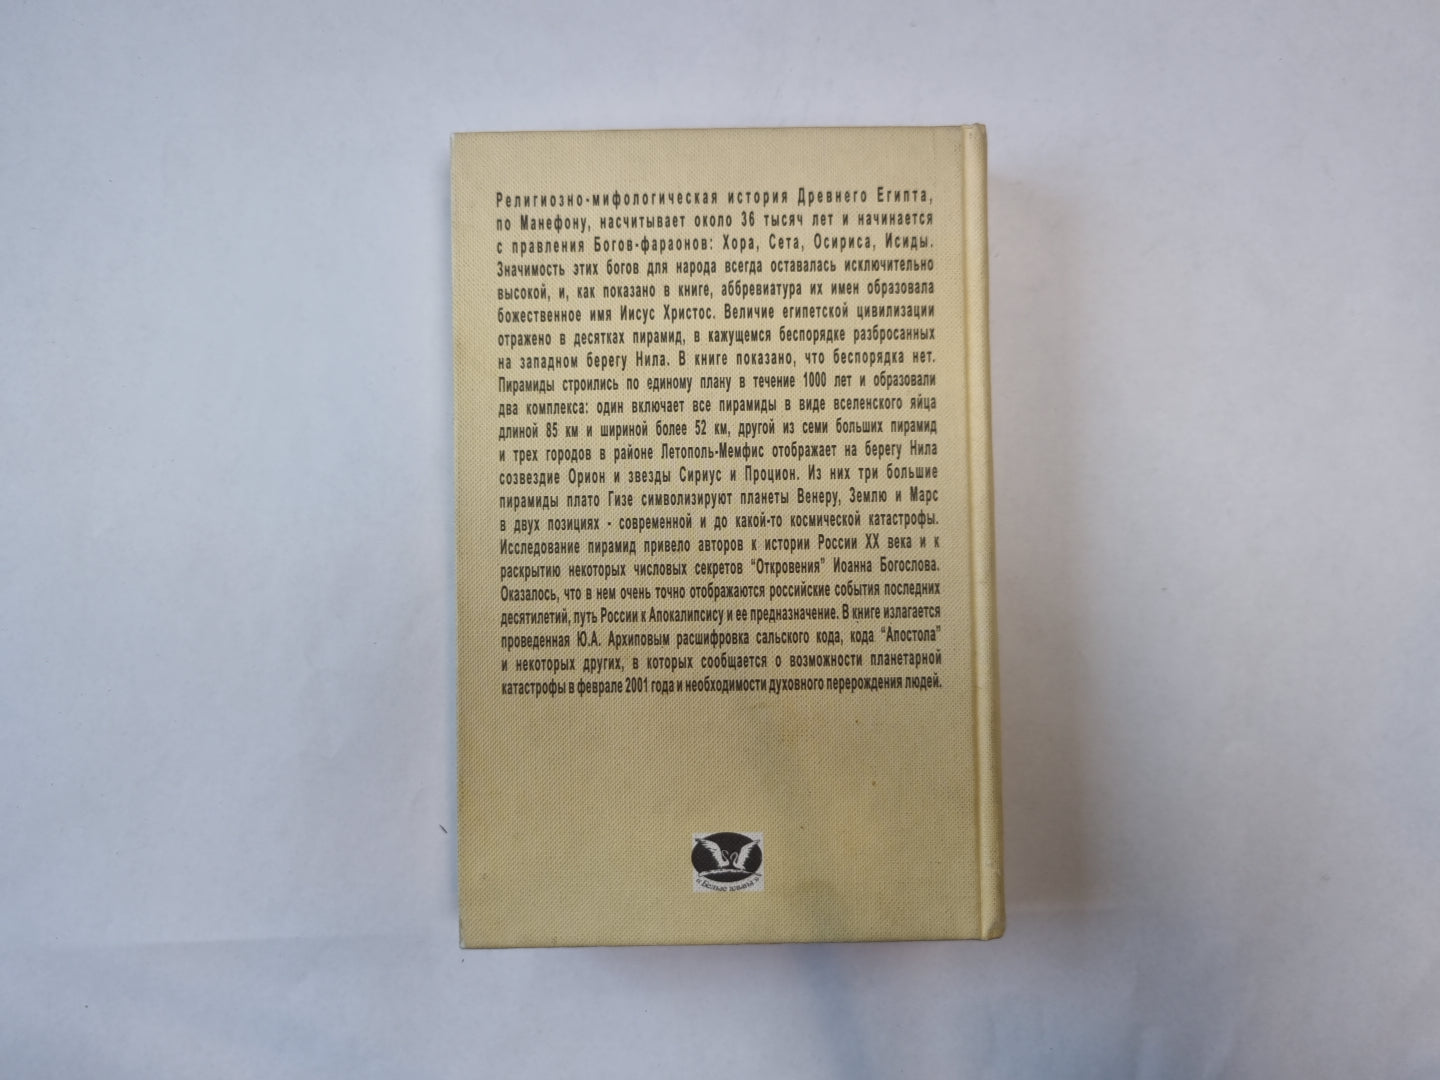 Религиозно-мифологическая история Древнего Египта,
по Манефону, насчитывает около 36 тысяч лет и начинается
с правления Богов-фараонов: Хора, Сета, Осириса, Исиды.
Значимость этих богов для народа всегда оставалась исключительно
высокой, и, как показано в книге, аббревиатура их имен образовала
божественное имя Иисус Христос. Величие египетской цивилизации
отражено в десятках пирамид, в кажущемся беспорядке разбросанных
на западном берегу Нила. В книге показано, что беспорядка нет.
Пирамиды строились по единому плану в течение 1000 лет и образовали
два комплекса: один включает все пирамиды в виде вселенского яйца
длиной 85 км и шириной более 52 км, другой из семи больших пирамид
и трех городов в районе Летополь-Мемфис отображает на берегу Нила
созвездие Орион и звезды Сириус и Процион. Из них три большие
пирамиды плато Гизе символизируют планеты Венеру, Землю и Марс
в двух позициях - современной и до какой-то космической катастрофы.
Исследование пирамид привело авторов к истории России XX века и к
раскрытию некоторых числовых секретов "Откровения" Иоанна Богослова.
Оказалось, что в нем очень точно отображаются российские события последних
десятилетий, путь России к Апокалипсису и ее предназначение. В книге излагается
проведенная Ю.А. Архиповым расшифровка сальского кода, кода "Апостола"
и некоторых других, в которых сообщается о возможности планетарной
катастрофы в феврале 2001 года и необходимости духовного перерождения людей.
«Белые альвы»